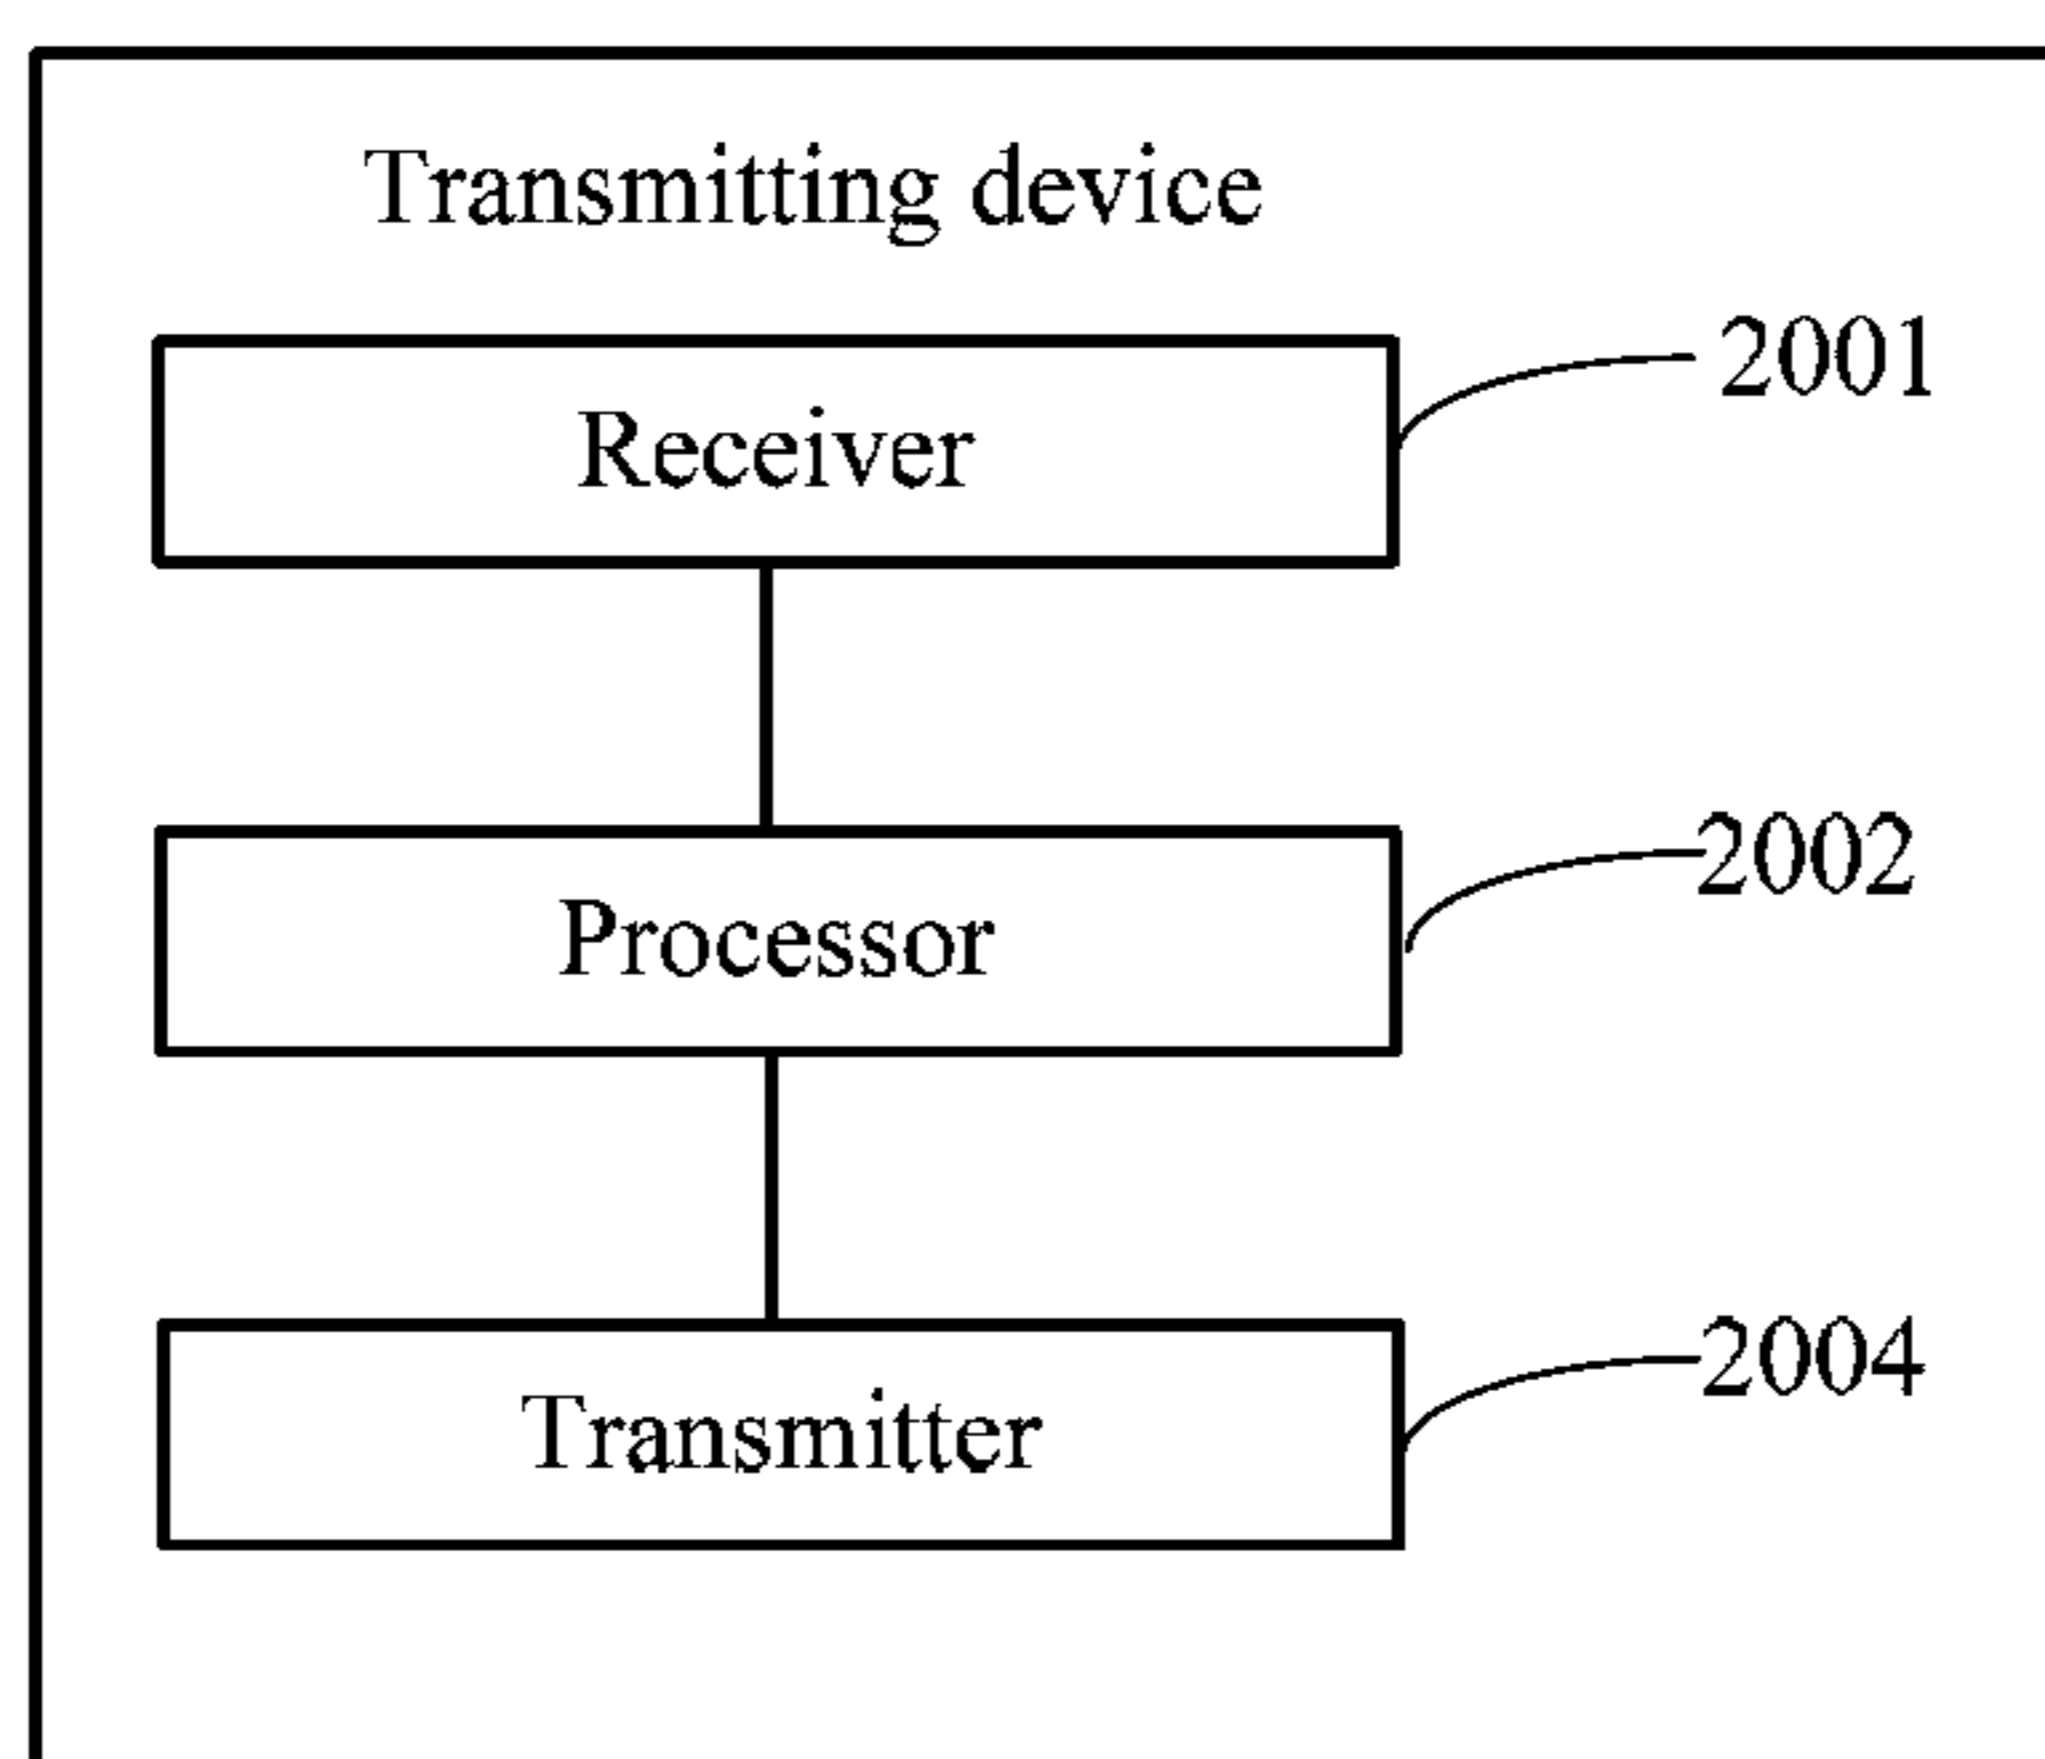 Transmitting device
Receiver
2001
Processor
2002
Transmitter
2004